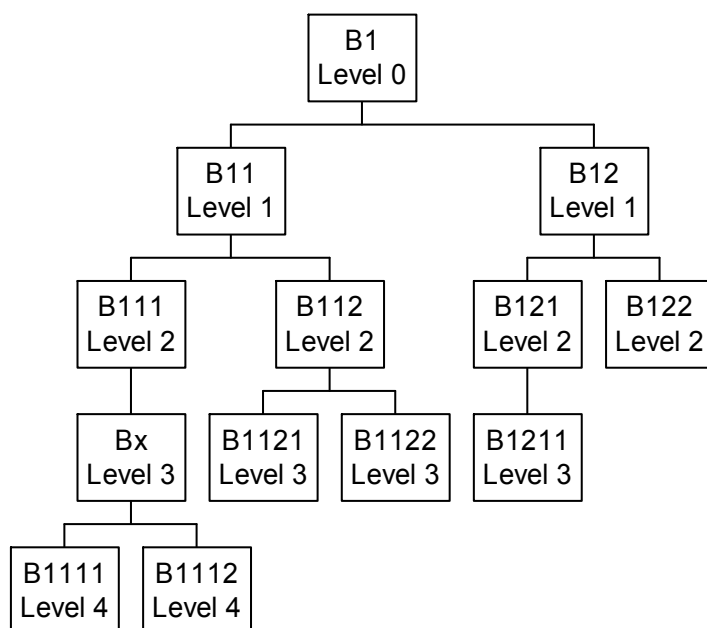 B1
Level 0
B11
Level 1
B12
Level 1
B111
Level 2
B112
Level 2
B121
Level 2
B122
Level 2
Bx
Level 3
B1121
Level 3
B1122
Level 3
B1211
Level 3
B1111
Level 4
B1112
Level 4